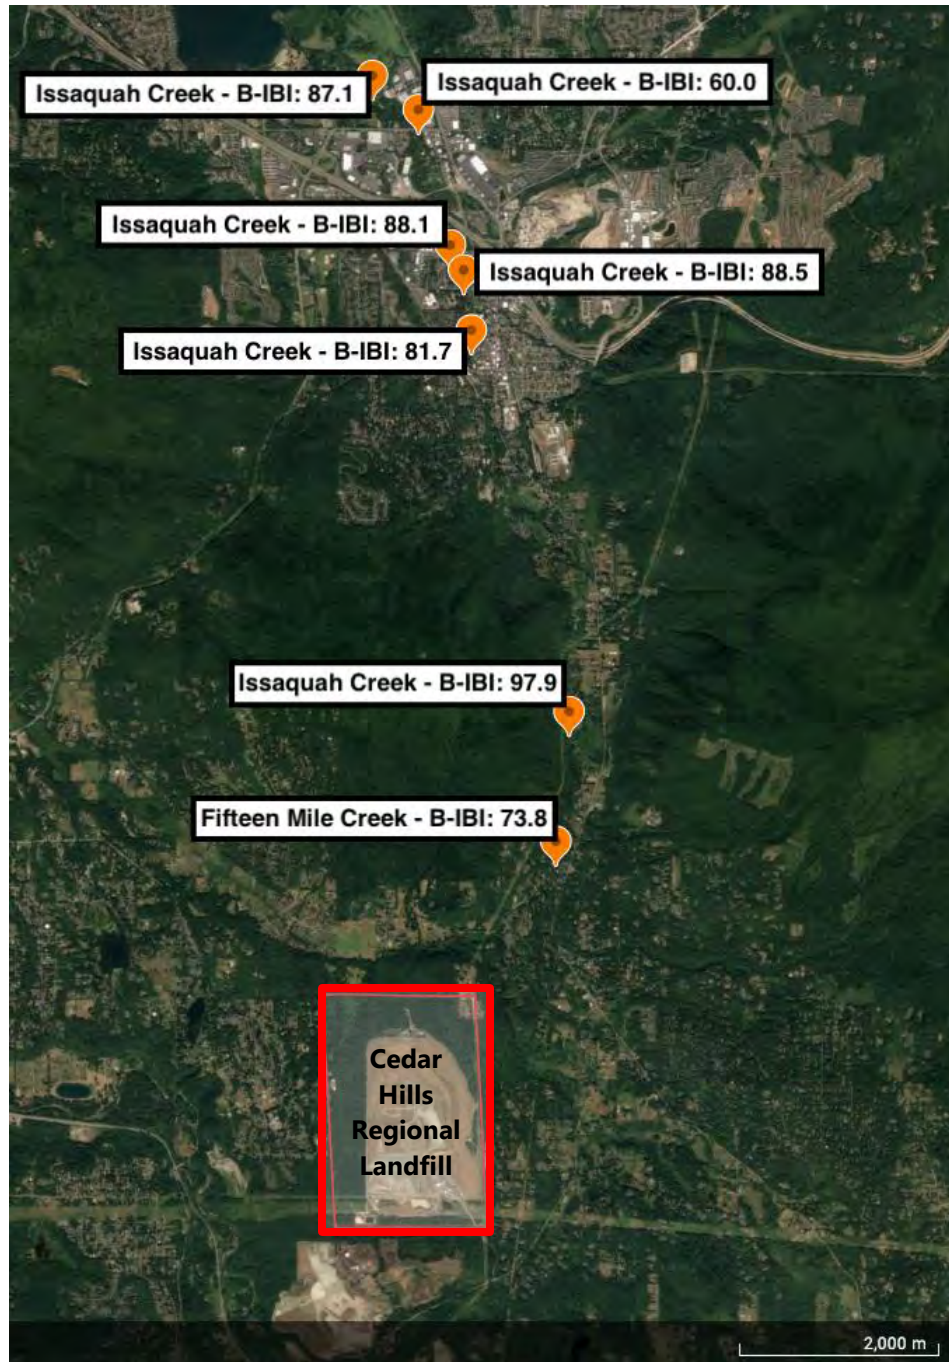 Issaquah Creek - B-IBI: 87.1
Issaquah Creek - B-IBI: 60.0
Issaquah Creek - B-IBI: 88.1
Issaquah Creek - B-IBI: 88.5
Issaquah Creek - B-IBI: 81.7
Issaquah Creek - B-IBI: 97.9
Fifteen Mile Creek - B-IBI: 73.8
Cedar
Hills
Regional
Landfill
2,000 m